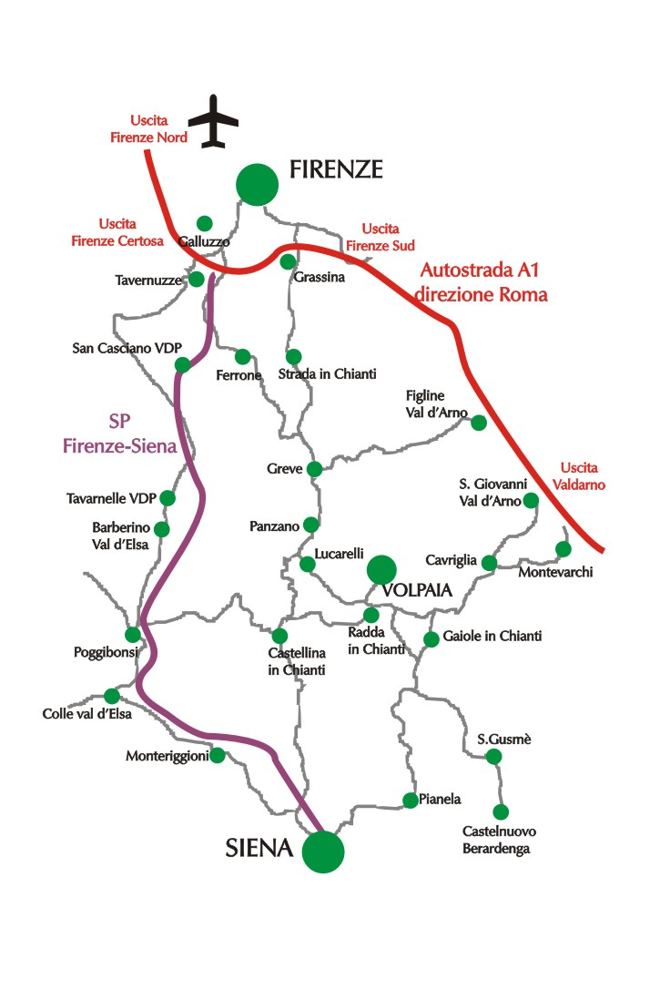 Uscita
Firenze Nord
FIRENZE
Uscita
Firenze Certosa
Galluzzo
Uscita
Firenze Sud
Tavernuzze
Grassina
Autostrada A1
direzione Roma
San Casciano VDP
Ferrone
Strada in Chianti
Figline
Val d'Arno
SP
Firenze-Siena
Greve
Uscita
Valdarno
S. Giovanni
Val d'Arno
Tavarnelle VDP
Barberino
Val d'Elsa
Panzano
Lucarelli
Cavriglia
Montevarchi
VOLPAIA
Radda
in Chianti
Gaiole in Chianti
Poggibonsi
Castellina
in Chianti
Colle val d'Elsa
Monteriggioni
S.Gusmè
Pianela
Castelnuovo
Berardenga
SIENA